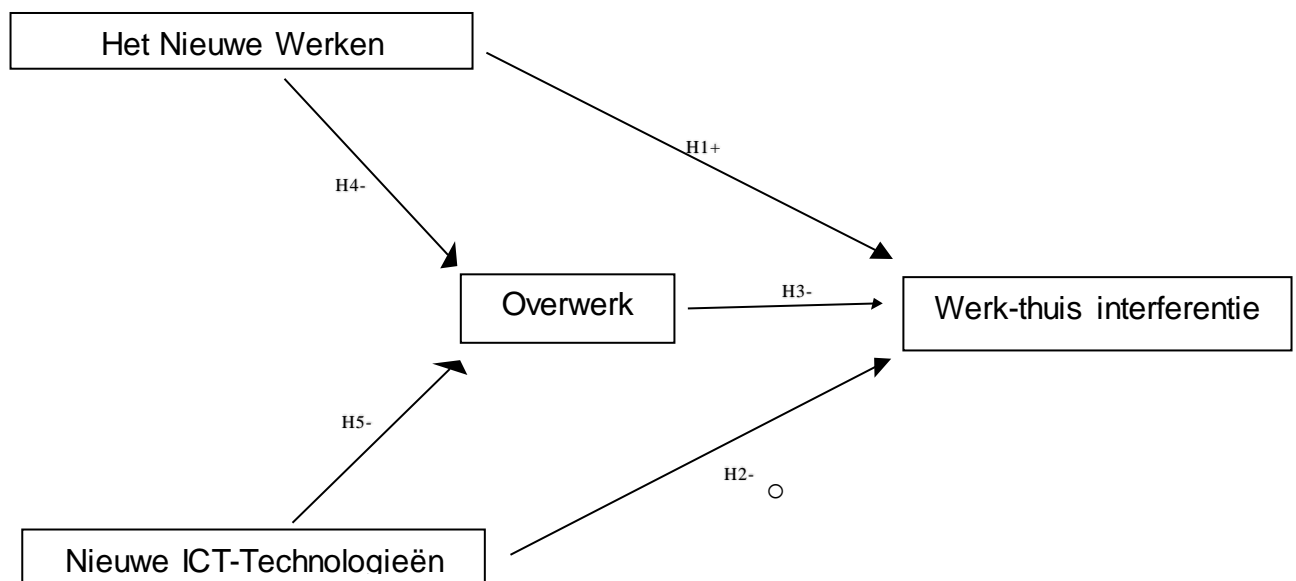 Het Nieuwe Werken
H1+
H4-
Overwerk
H3-
Werk-thuis interferentie
H5-
H2-
Nieuwe ICT-Technologieën